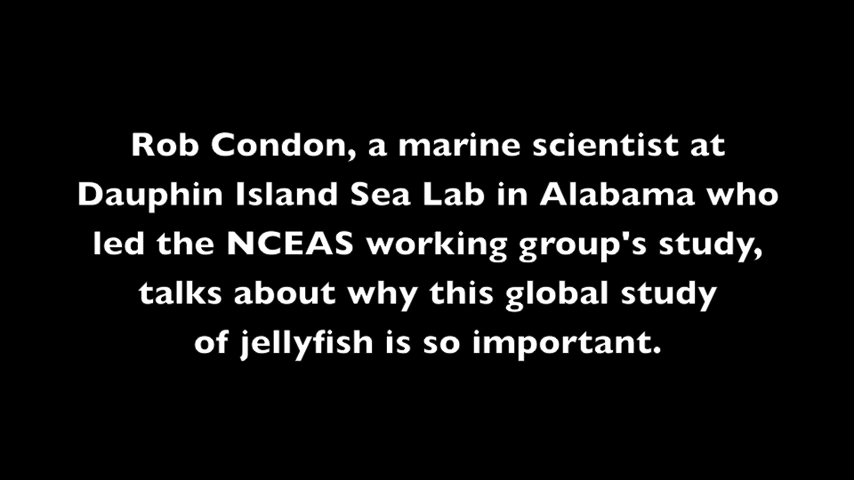 Rob Condon, a marine scientist at
Dauphin Island Sea Lab in Alabama who
led the NCEAS working group's study,
talks about why this global study
of jellyfish is so important.